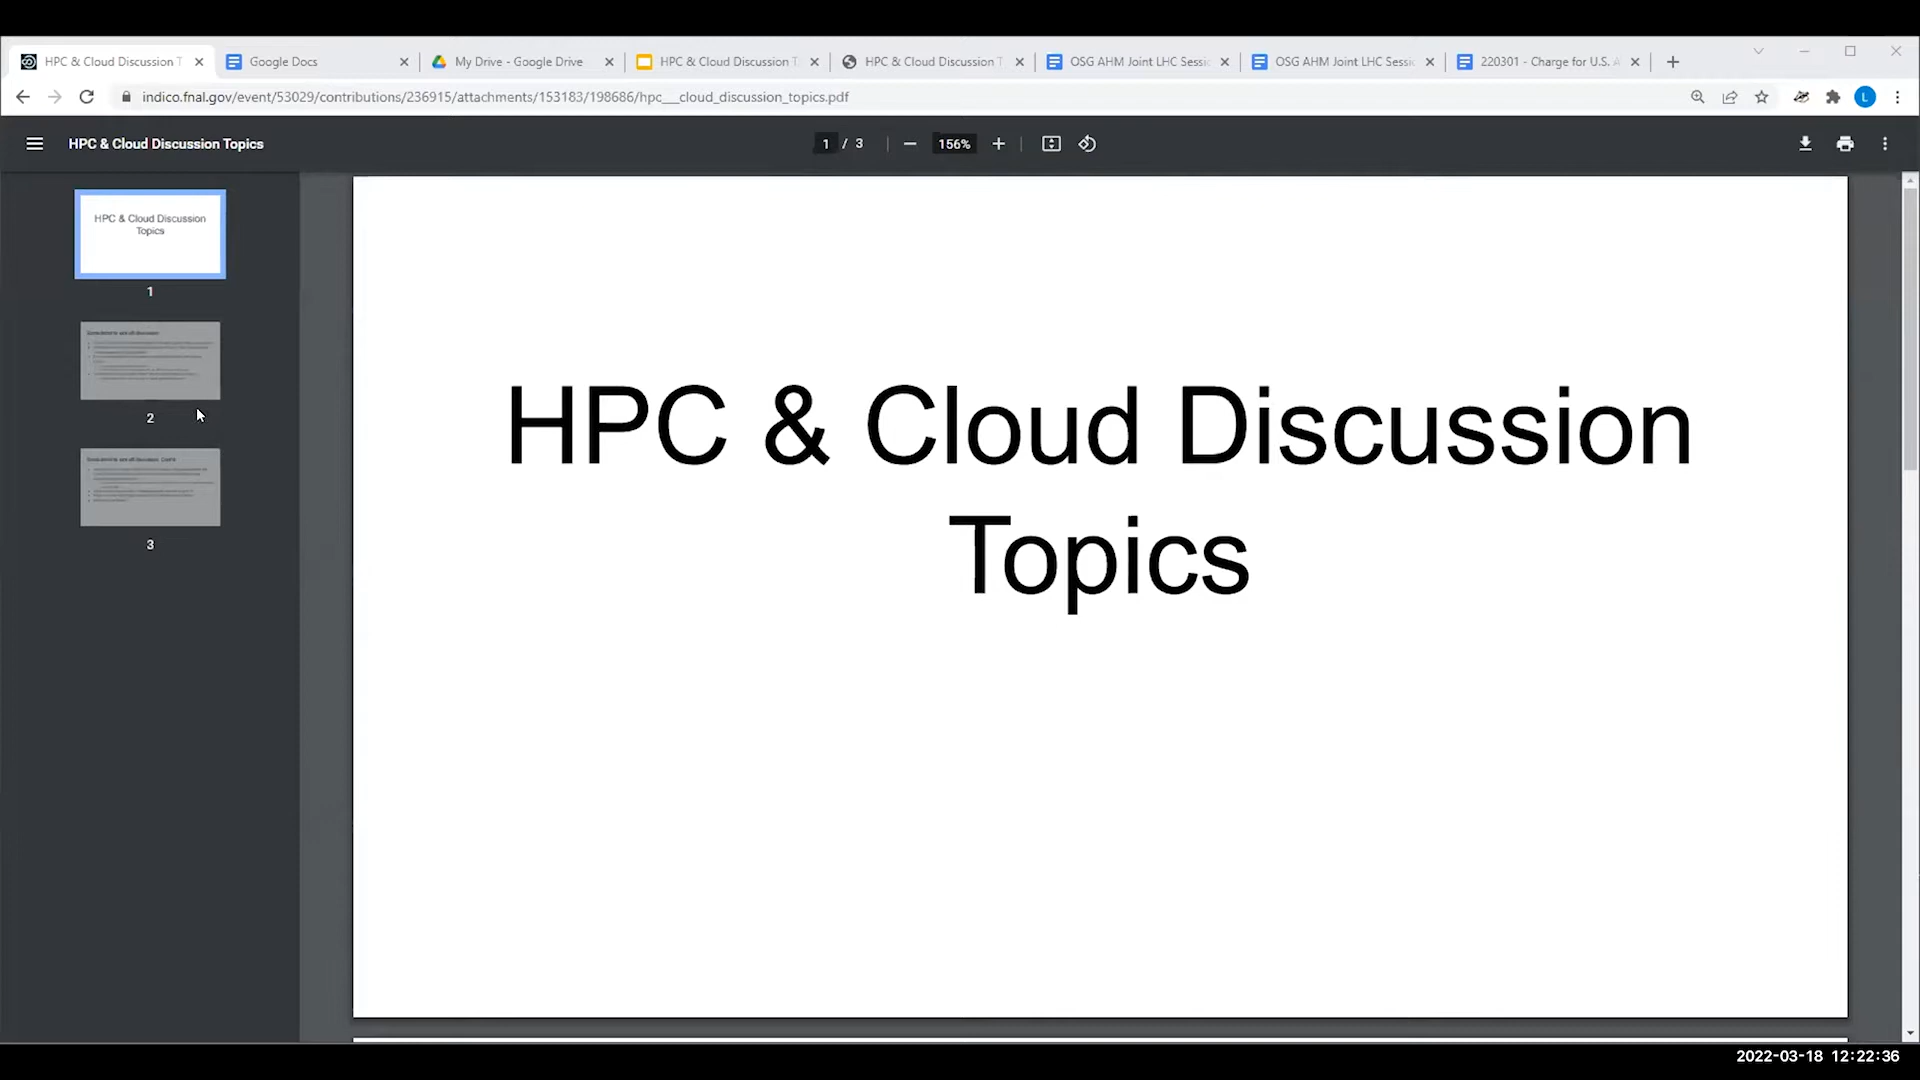 HPC & Cloud Discussion T
Google Docs
My Drive - Google Drive
HPC & Cloud Discussion T
HPC & Cloud Discussion T
OSG AHM Joint LHC Sessi
OSG AHM Joint LHC Sessi
220301 - Charge for U.S. A
indico.fnal.gov/event/53029/contributions/236915/attachments/153183/198686/hpc__cloud_discussion_topics.pdf
L
HPC & Cloud Discussion Topics
1 / 3
156%
HPC & Cloud Discussion
Topics
1
2
3
HPC & Cloud Discussion
Topics
2022-03-18 12:22:36